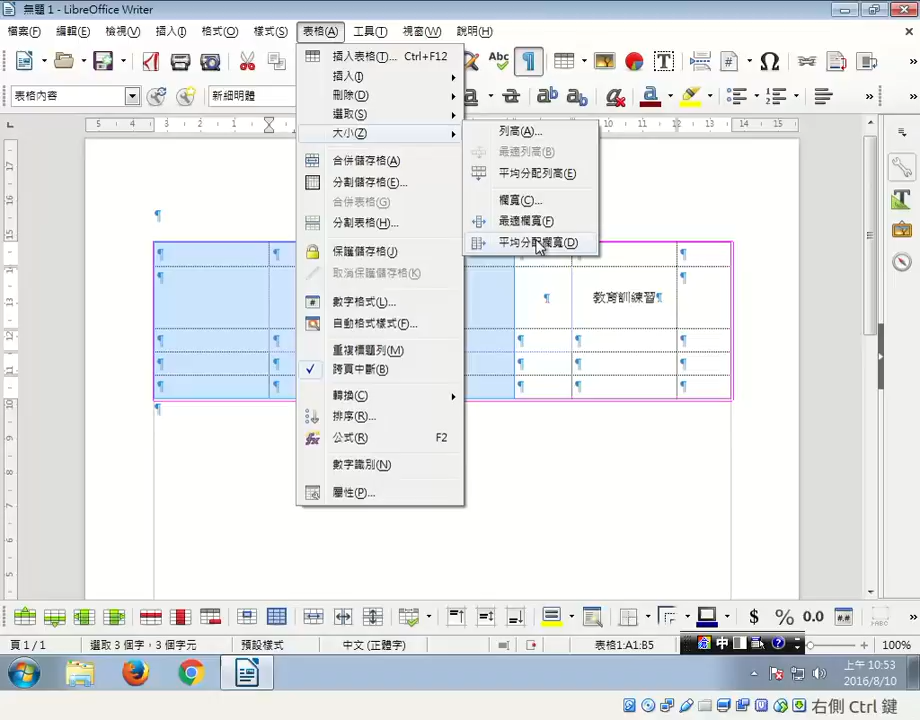 無題 1 - LibreOffice Writer
檔案(F) 編輯(E) 檢視(V) 插入(I) 格式(O) 樣式(S) 表格(A) 工具(T) 視窗(W) 說明(H)
插入表格(T)... Ctrl+F12
插入(I)
表格內容 新細明體
刪除(D)
選取(S)
大小(Z)
列高(A)...
最適列高(B)
平均分配列高(E)
欄寬(C)...
最適欄寬(F)
平均分配欄寬(D)
合併儲存格(A)
分割儲存格(E)...
合併表格(G)
分割表格(H)...
保護儲存格(J)
取消保護儲存格(K)
數字格式(L)...
自動格式樣式(F)...
重複標題列(M)
跨頁中斷(B)
轉換(C)
排序(R)...
公式(R) F2
數字識別(N)
屬性(P)...
教育訓練習
頁 1 / 1 選取 3 個字，3 個字元 預設樣式 中文 (正體字) 表格1:A1:B5 中 100%
上午 10:53
2016/8/10
右側 Ctrl 鍵